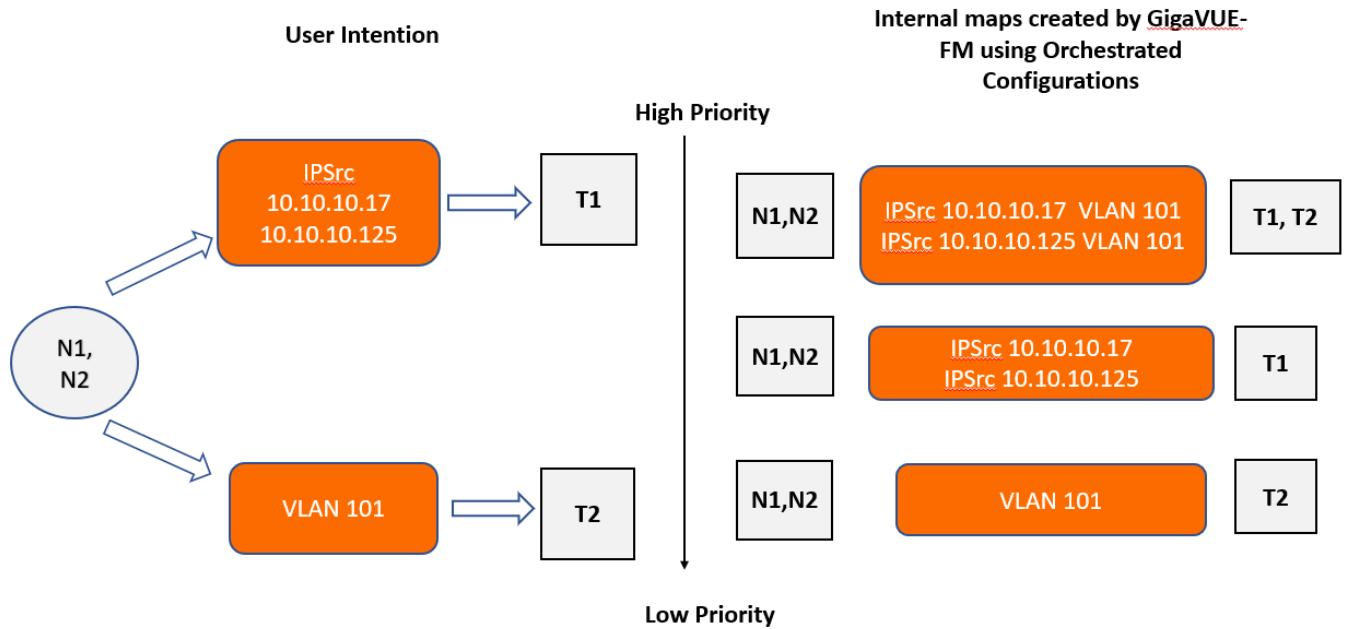 User Intention
Internal maps created by GigaVUE-
FM using Orchestrated
Configurations
High Priority
IPSrc
10.10.10.17
10.10.10.125
T1
N1,
N2
VLAN 101
T2
N1,N2
IPSrc 10.10.10.17 VLAN 101
IPSrc 10.10.10.125 VLAN 101
T1, T2
N1,N2
IPSrc 10.10.10.17
IPSrc 10.10.10.125
T1
N1,N2
VLAN 101
T2
Low Priority